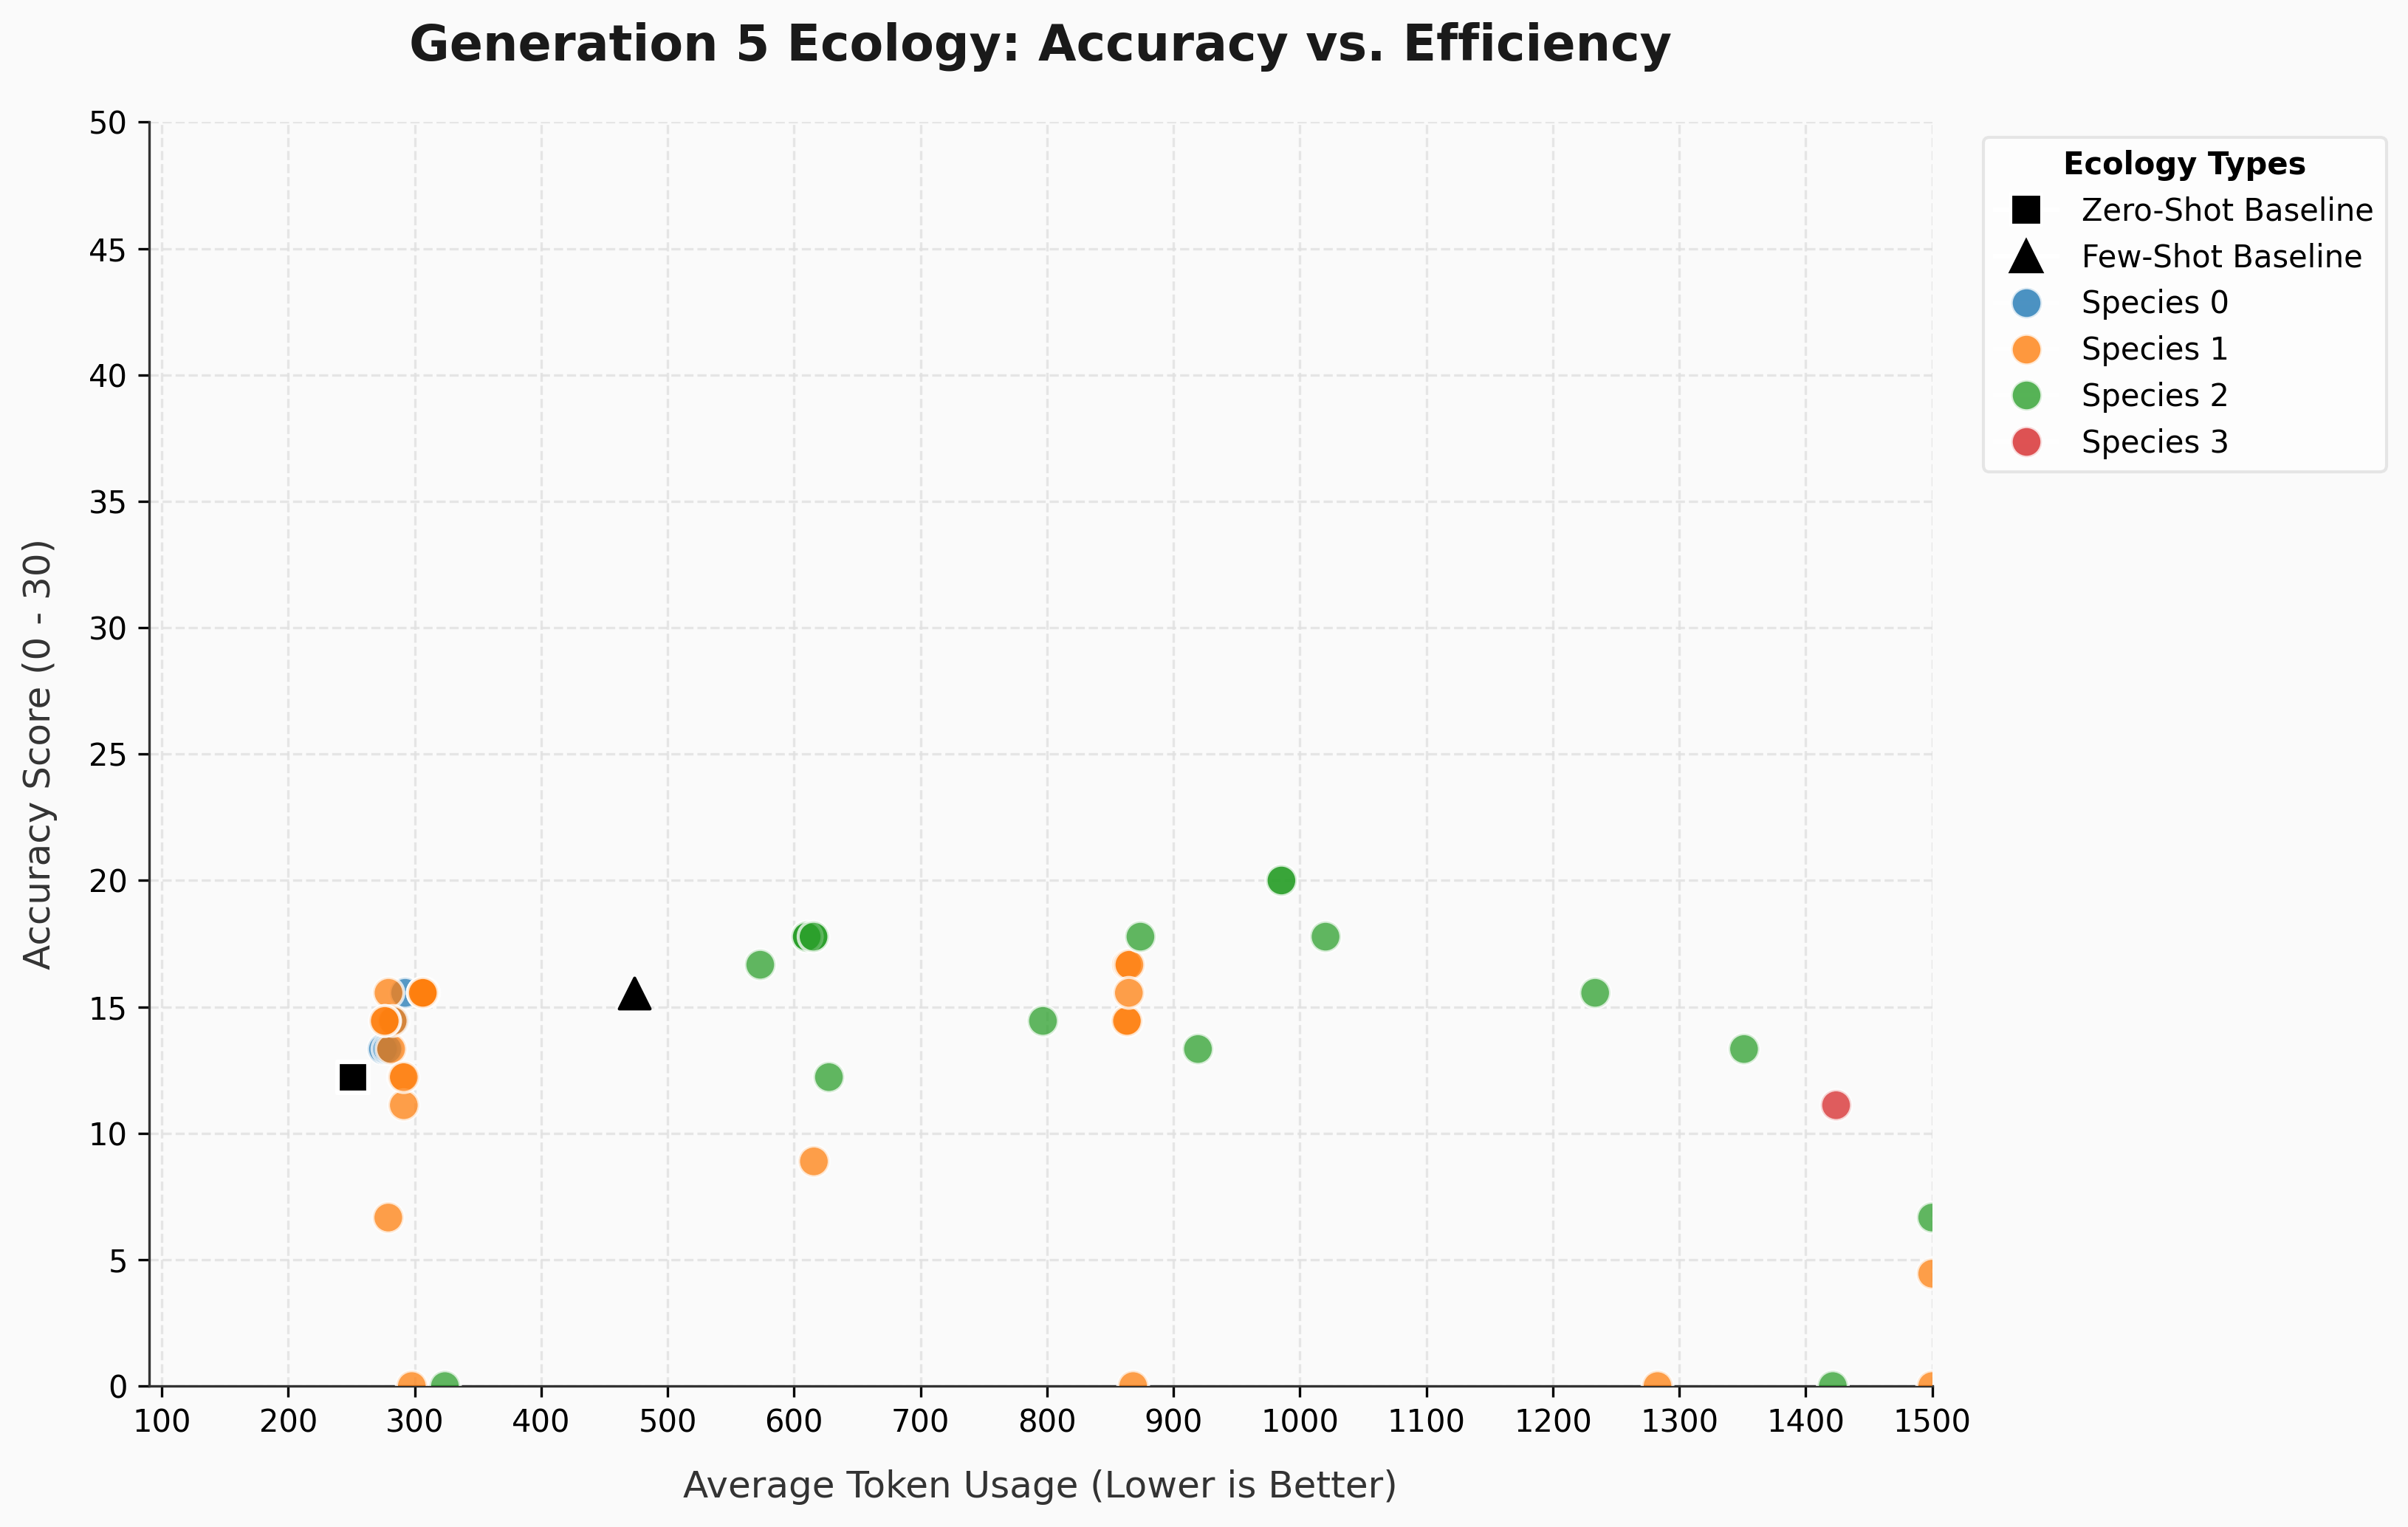 Generation 5 Ecology: Accuracy vs. Efficiency
50
45
40
35
30
25
20
15
10
5
0
Accuracy Score (0 - 30)
100 200 300 400 500 600 700 800 900 1000 1100 1200 1300 1400 1500
Average Token Usage (Lower is Better)
Ecology Types
Zero-Shot Baseline
Few-Shot Baseline
Species 0
Species 1
Species 2
Species 3